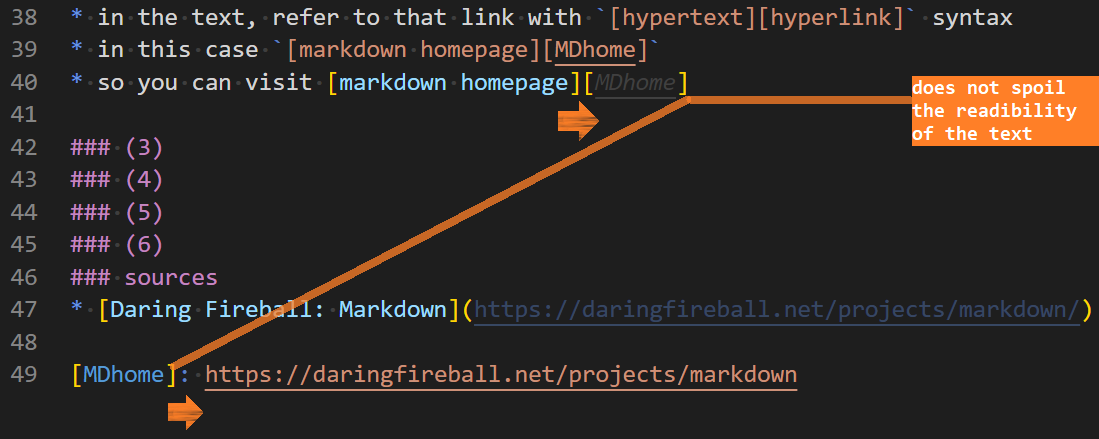 38 * in the text, refer to that link with `[hypertext][hyperlink]` syntax
39 * in this case `[markdown homepage][MDhome]`
40 * so you can visit [markdown homepage][MDhome]
does not spoil
the readibility
of the text
41
42 ### (3)
43 ### (4)
44 ### (5)
45 ### (6)
46 ### sources
47 * [Daring Fireball: Markdown](https://daringfireball.net/projects/markdown/)
48
49 [MDhome]: https://daringfireball.net/projects/markdown